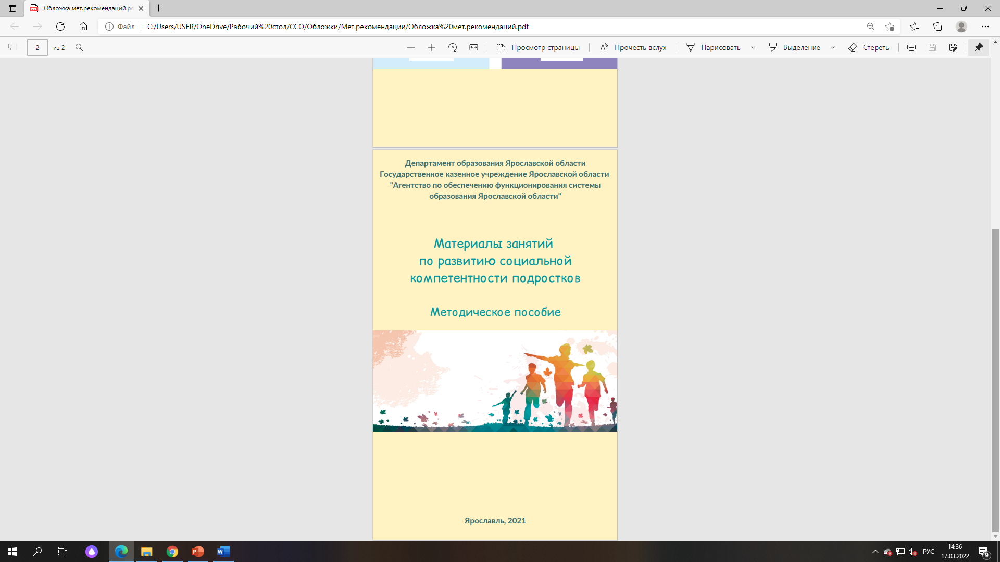 Обложка мет.рекомендаций.pd
Файл
C:/Users/USER/OneDrive/Рабочий%20стол/ССО/Обложки/Мет.рекомендации/Обложка%20мет.рекомендаций.pdf
2 из 2
Просмотр страницы
Прочесть вслух
Нарисовать
Выделение
Стереть
Департамент образования Ярославской области
Государственное казенное учреждение Ярославской области
"Агентство по обеспечению функционирования системы
образования Ярославской области"
Материалы занятий
по развитию социальной
компетентности подростков
Методическое пособие
Ярославль, 2021
РУС
14:36
17.03.2022
9